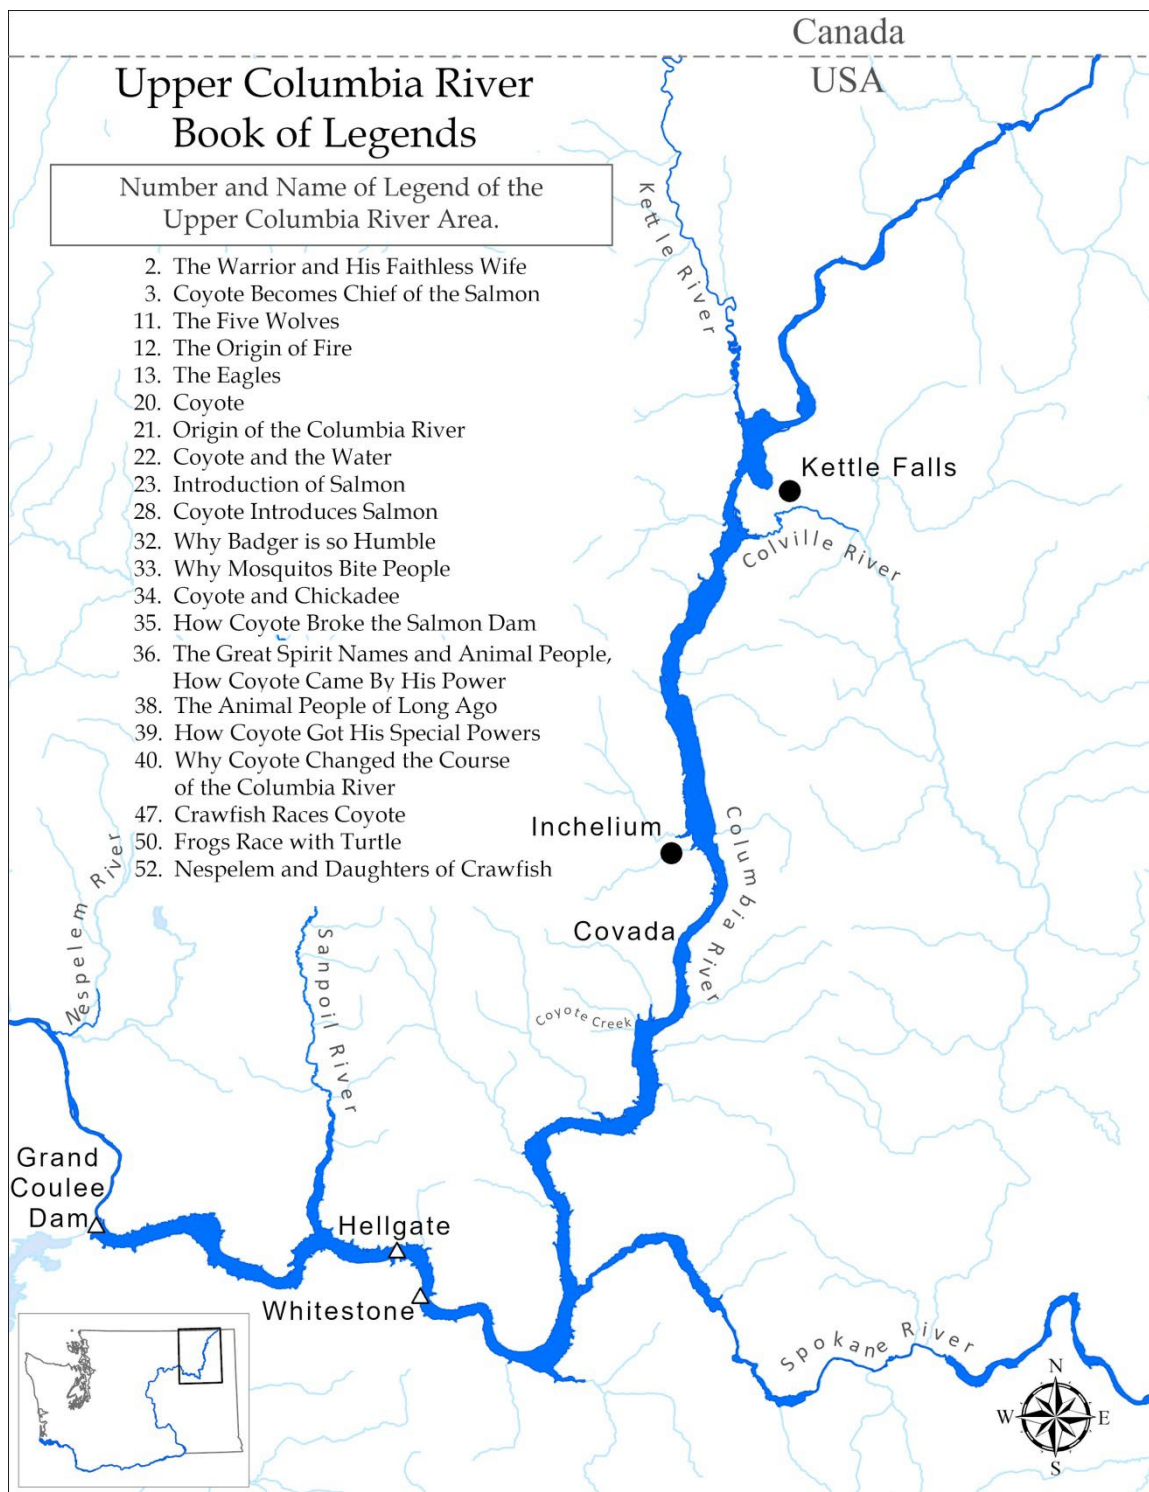 Canada
USA
Upper Columbia River
Book of Legends
Number and Name of Legend of the
Upper Columbia River Area.
2. The Warrior and His Faithless Wife
3. Coyote Becomes Chief of the Salmon
11. The Five Wolves
12. The Origin of Fire
13. The Eagles
20. Coyote
21. Origin of the Columbia River
22. Coyote and the Water
23. Introduction of Salmon
28. Coyote Introduces Salmon
32. Why Badger is so Humble
33. Why Mosquitos Bite People
34. Coyote and Chickadee
35. How Coyote Broke the Salmon Dam
36. The Great Spirit Names and Animal People,
How Coyote Came By His Power
38. The Animal People of Long Ago
39. How Coyote Got His Special Powers
40. Why Coyote Changed the Course
of the Columbia River
47. Crawfish Races Coyote
50. Frogs Race with Turtle
52. Nespelem and Daughters of Crawfish
Kettle River
Kettle Falls
Colville River
Inchelium
Columbia River
Covada
Coyote Creek
Nespelem River
Sanpoil River
Grand
Coulee
Dam
Hellgate
Whitestone
Spokane River
N
W
E
S